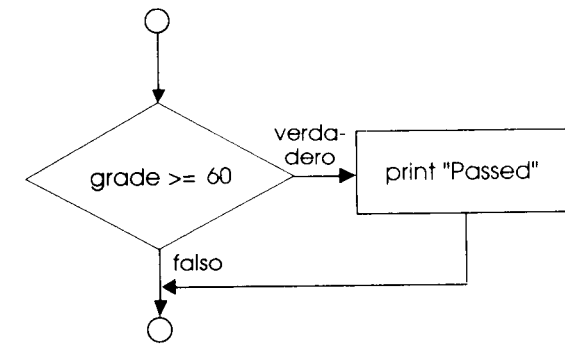 verda-
dero
grade >= 60
print "Passed"
falso